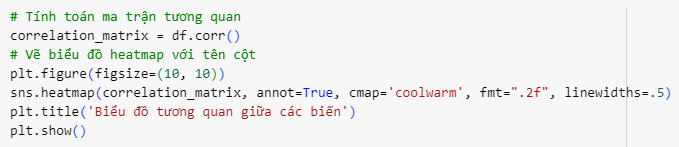 # Tính toán ma trận tương quan
correlation_matrix = df.corr()
# Vẽ biểu đồ heatmap với tên cột
plt.figure(figsize=(10, 10))
sns.heatmap(correlation_matrix, annot=True, cmap='coolwarm', fmt=".2f", linewidths=.5)
plt.title('Biểu đồ tương quan giữa các biến')
plt.show()